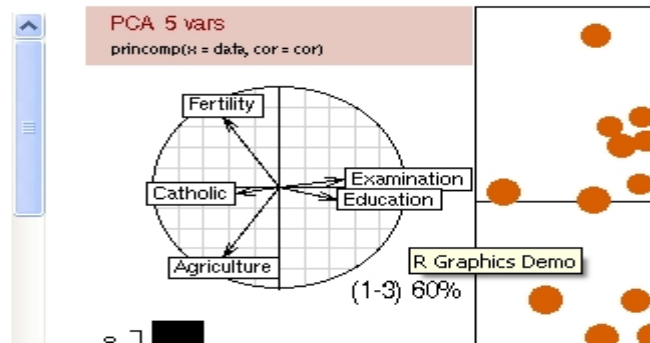 PCA 5 vars
princomp(x = data, cor = cor)
Fertility
Examination
Catholic
Education
Agriculture
R Graphics Demo
(1-3) 60%